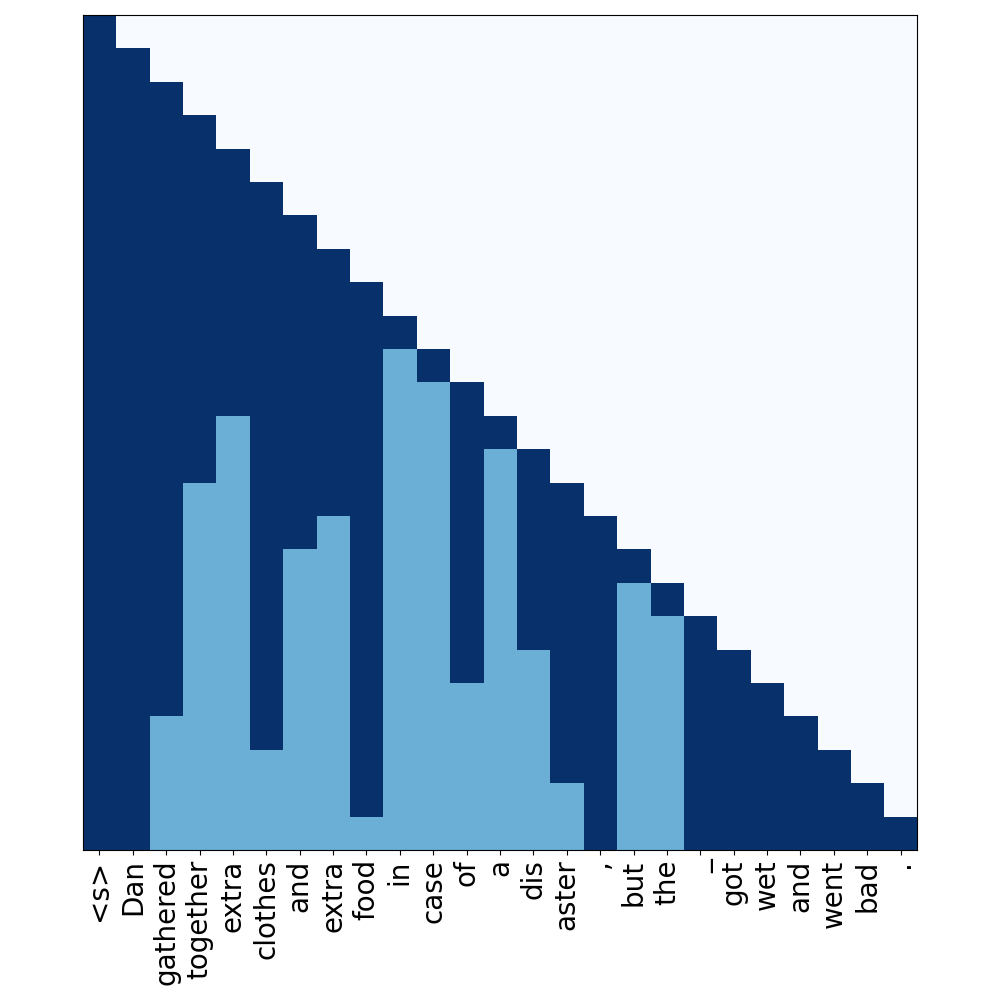 <s> Dan gathered together extra clothes and extra food in case of a dis aster , but the _ got wet and went bad .